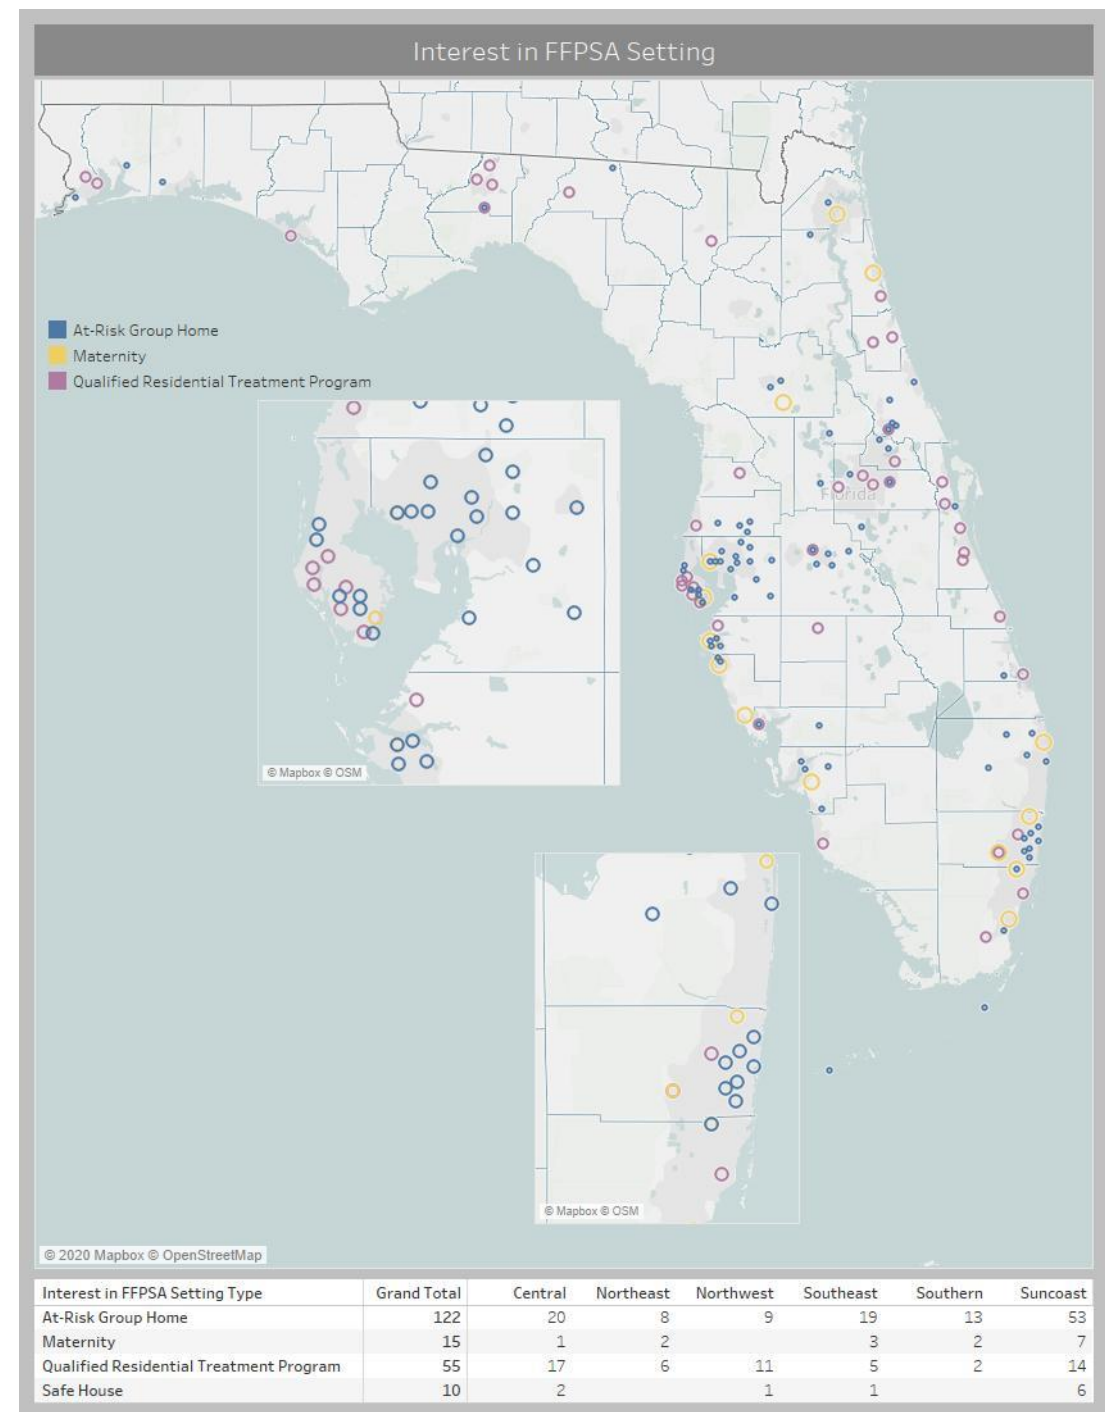 Interest in FFPSA Setting
At-Risk Group Home
Maternity
Qualified Residential Treatment Program
Florida
© Mapbox © OSM
© Mapbox © OSM
© 2020 Mapbox © OpenStreetMap
Interest in FFPSA Setting Type Grand Total Central Northeast Northwest Southeast Southern Suncoast
At-Risk Group Home 122 20 8 9 19 13 53
Maternity 15 1 2 3 2 7
Qualified Residential Treatment Program 55 17 6 11 5 2 14
Safe House 10 2 1 1 6